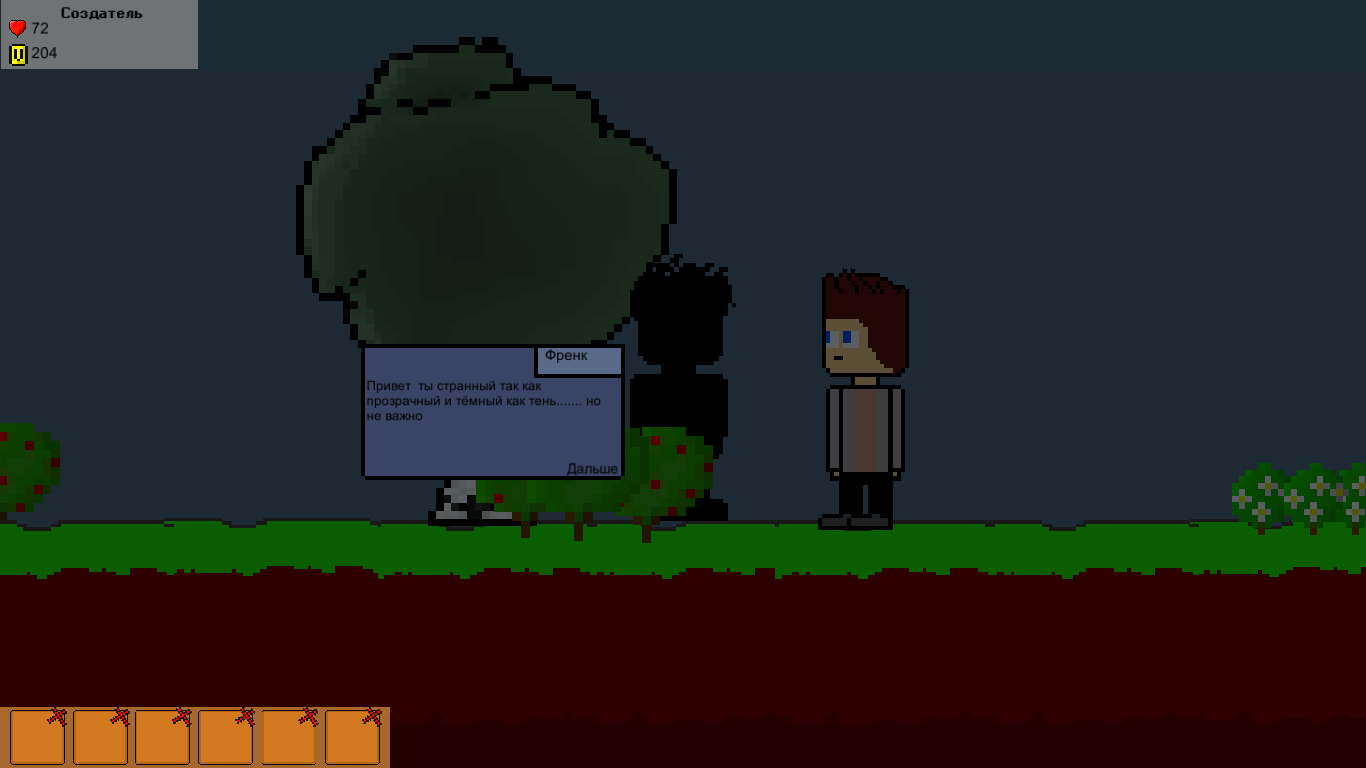 Создатель
72
204
Френк
Привет  ты странный так как
прозрачный и тёмный как тень....... но
не важно
Дальше